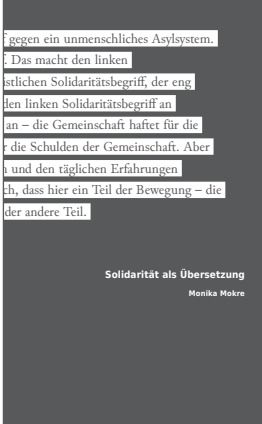 gegen ein unmenschliches Asylsystem.
Das macht den linken
istlichen Solidaritätsbegriff, der eng
den linken Solidaritätsbegriff an
an – die Gemeinschaft haftet für die
die Schulden der Gemeinschaft. Aber
und den täglichen Erfahrungen
ch, dass hier ein Teil der Bewegung – die
der andere Teil.
Solidarität als Übersetzung
Monika Mokre